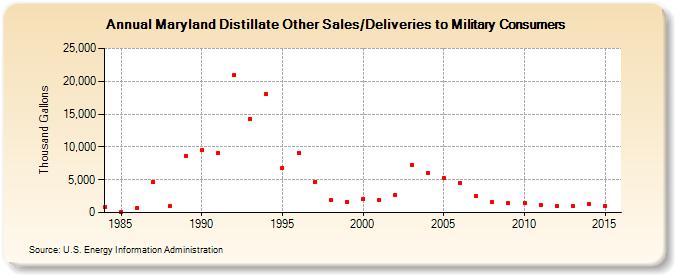 Annual Maryland Distillate Other Sales/Deliveries to Military Consumers
Thousand Gallons
25,000
20,000
15,000
10,000
5,000
0
1985 1990 1995 2000 2005 2010 2015
Source: U.S. Energy Information Administration